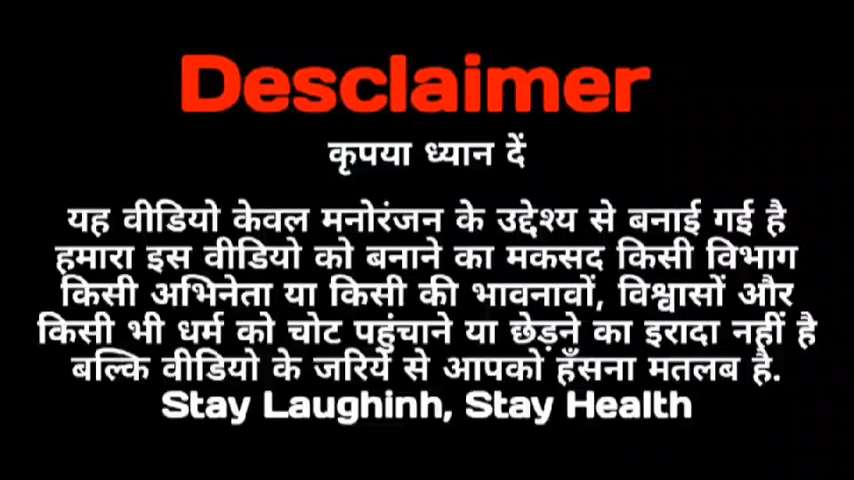 Desclaimer
कृपया ध्यान दें
यह वीडियो केवल मनोरंजन के उद्देश्य से बनाई गई है
हमारा इस वीडियो को बनाने का मकसद किसी विभाग
किसी अभिनेता या किसी की भावनावों, विश्वासों और
किसी भी धर्म को चोट पहुंचाने या छेड़ने का इरादा नहीं है
बल्कि वीडियो के जरिये से आपको हँसना मतलब है.
Stay Laughinh, Stay Health